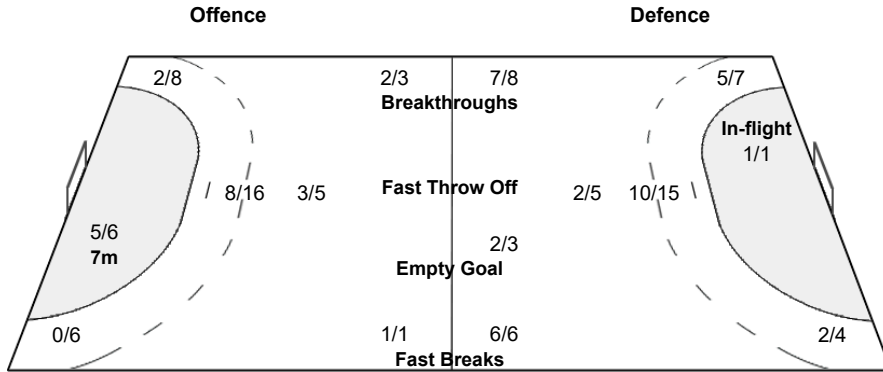 Offence Defence
2/8 2/3 7/8 5/7
Breakthroughs
In-flight
1/1
8/16 3/5 Fast Throw Off 2/5 10/15
5/6
7m
2/3
Empty Goal
0/6 1/1 6/6 2/4
Fast Breaks